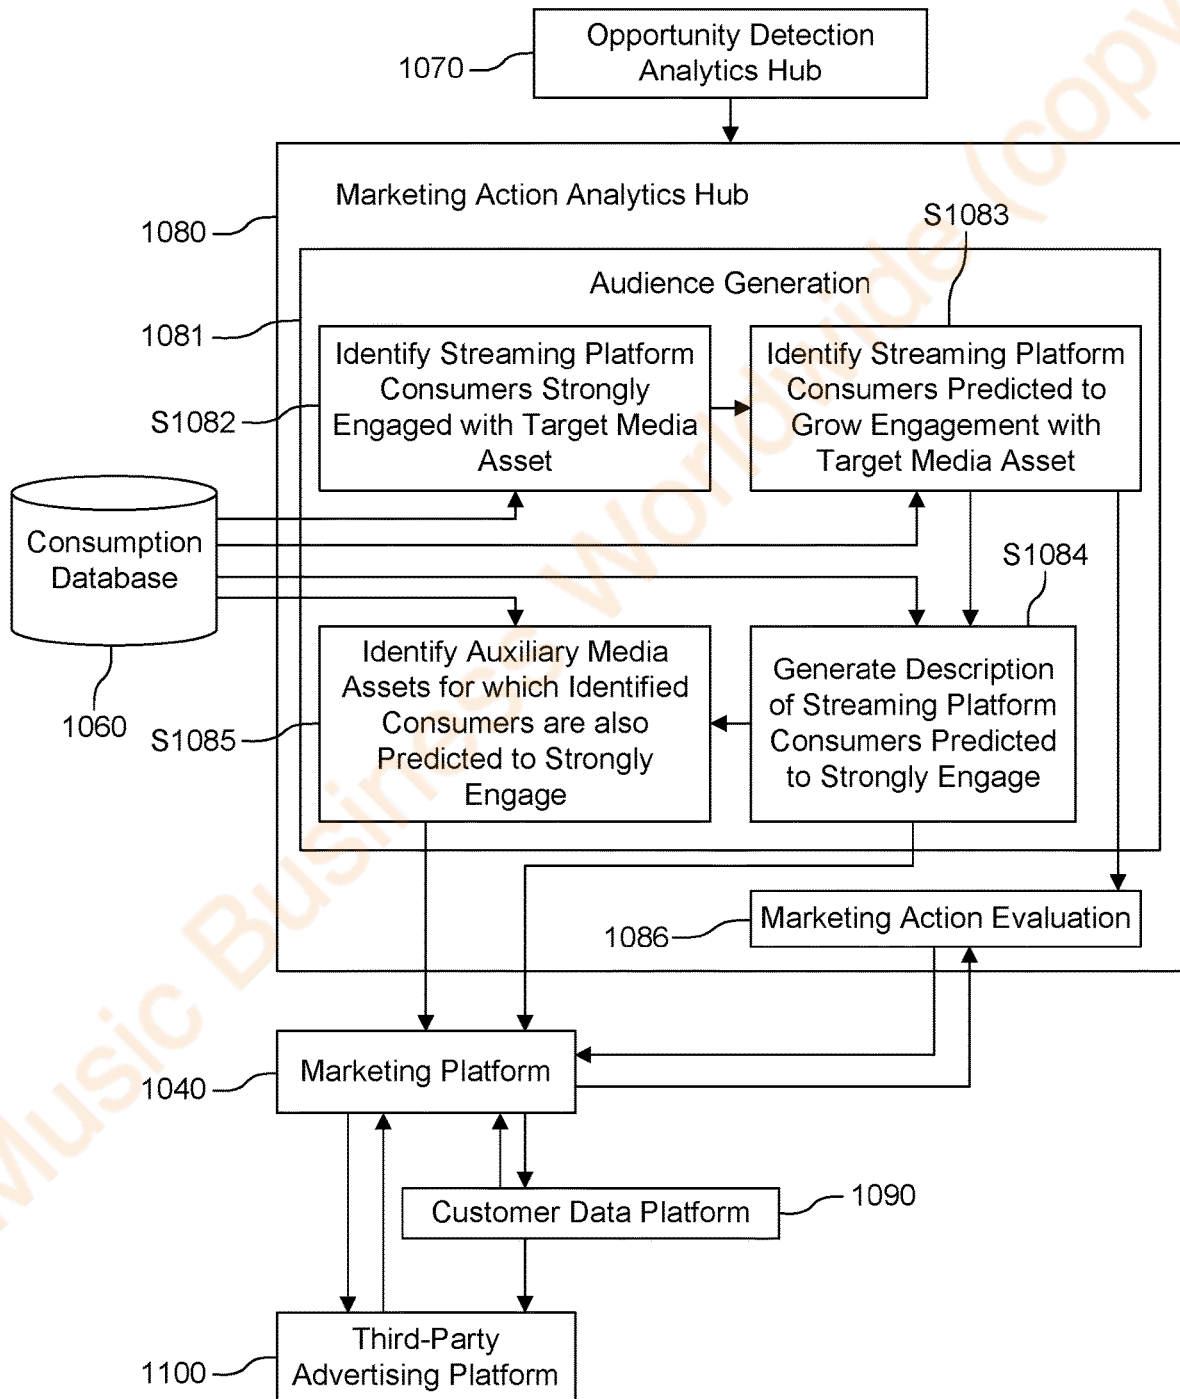 Opportunity Detection
Analytics Hub
1070
Marketing Action Analytics Hub
1080
S1083
Audience Generation
1081
Identify Streaming Platform
Consumers Strongly
Engaged with Target Media
Asset
S1082
Identify Streaming Platform
Consumers Predicted to
Grow Engagement with
Target Media Asset
Consumption
Database
1060
S1084
Identify Auxiliary Media
Assets for which Identified
Consumers are also
Predicted to Strongly
Engage
S1085
Generate Description
of Streaming Platform
Consumers Predicted
to Strongly Engage
Marketing Action Evaluation
1086
Marketing Platform
1040
Customer Data Platform
1090
Third-Party
Advertising Platform
1100
Music Business Worldwide (copy